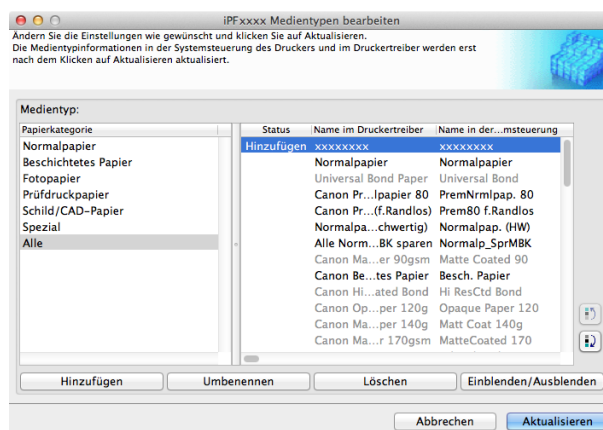 iPFxxxx Medientypen bearbeiten
Ändern Sie die Einstellungen wie gewünscht und klicken Sie auf Aktualisieren.
Die Medientypinformationen in der Systemsteuerung des Druckers und im Druckertreiber werden erst
nach dem Klicken auf Aktualisieren aktualisiert.
Medientyp:
Papierkategorie
Normalpapier
Beschichtetes Papier
Fotopapier
Prüfdruckpapier
Schild/CAD-Papier
Spezial
Alle
Status Name im Druckertreiber Name in der...msteuerung
Hinzufügen xxxxxxxx xxxxxxxx
Normalpapier Normalpapier
Universal Bond Paper Universal Bond
Canon Pr...lpapier 80 PremNrmlpap. 80
Canon Pr...(f.Randlos) Prem80 f.Randlos
Normalpa...chwertig) Normalpap. (HW)
Alle Norm...BK sparen Normalp_SprMBK
Canon Ma...er 90gsm Matte Coated 90
Canon Be...tes Papier Besch. Papier
Canon Hi...ated Bond Hi ResCtd Bond
Canon Op...per 120g Opaque Paper 120
Canon Ma...per 140g Matt Coat 140g
Canon Ma...r 170gsm MatteCoated 170
Hinzufügen Umbenennen Löschen Einblenden/Ausblenden
Abbrechen Aktualisieren